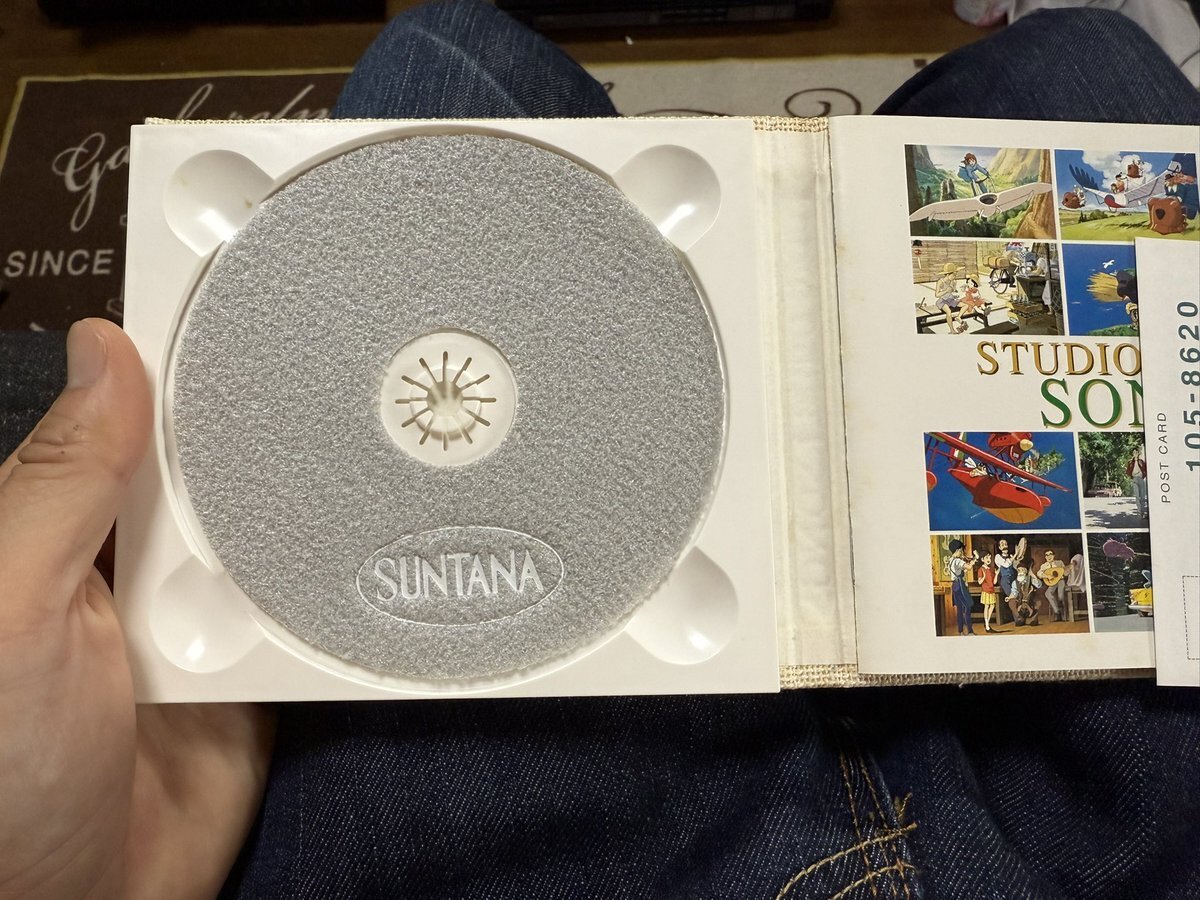 SINCE
SUNTANA
STUDIO
SON
POST CARD
105-8620